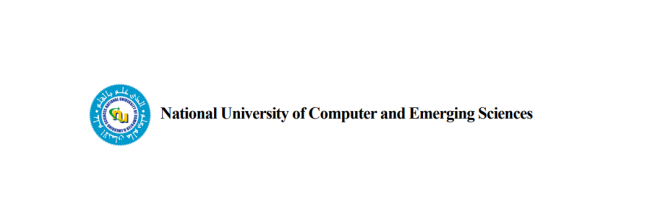 National University of Computer and Emerging Sciences